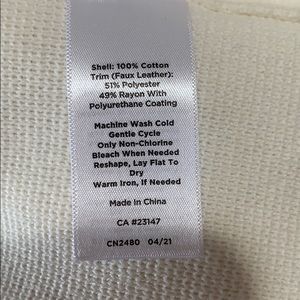 Shell: 100% Cotton
Trim (Faux Leather):
51% Polyester
49% Rayon With
Polyurethane Coating
Machine Wash Cold
Gentle Cycle
Only Non-Chlorine
Bleach When Needed
Reshape, Lay Flat To
Dry
Warm Iron, If Needed
Made in China
CA #23147
CN2480 04/21